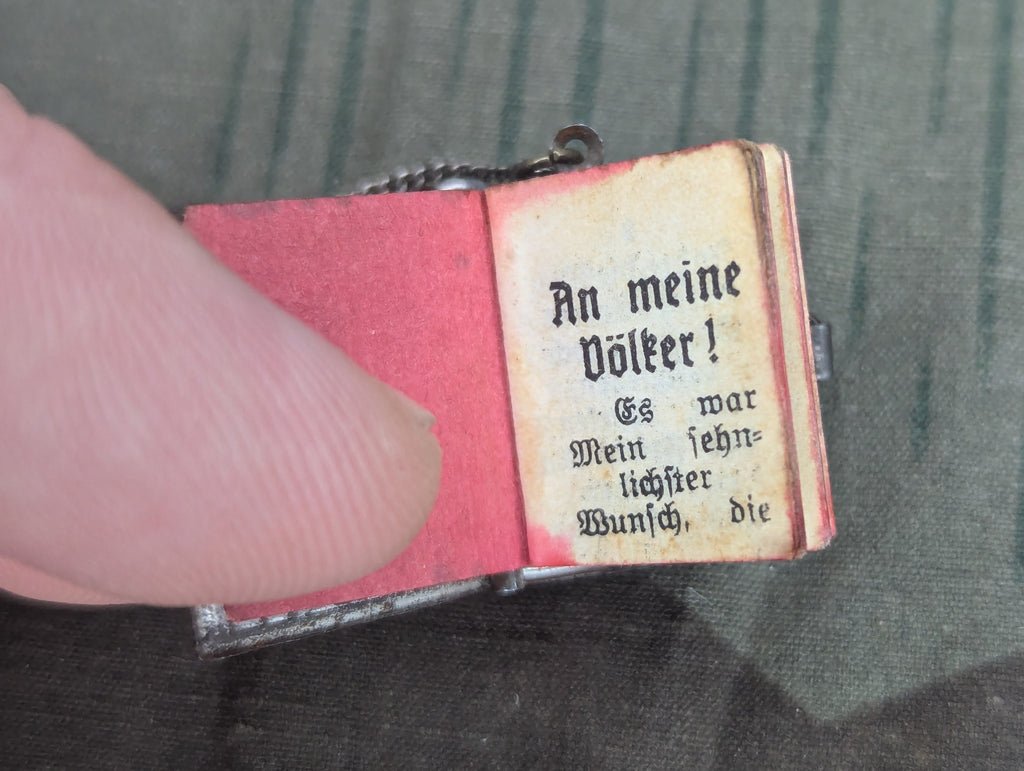 An meine
Völker!
Es war
Mein sehn-
lichster
Wunsch, die